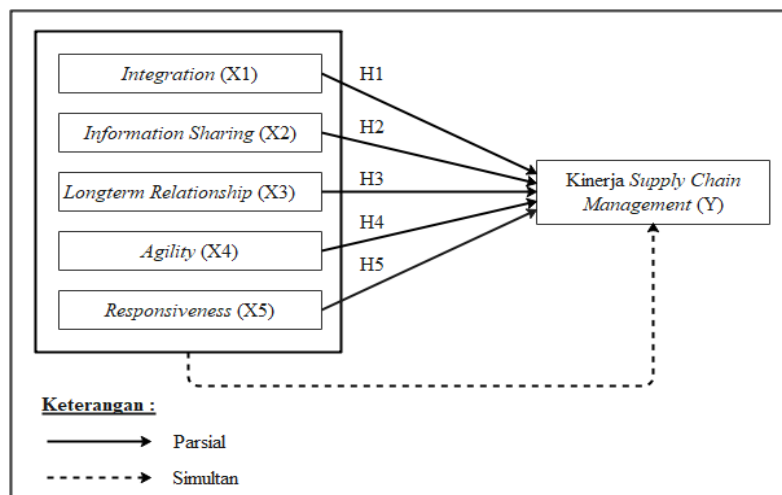 Integration (X1)
H1
Information Sharing (X2)
H2
Longterm Relationship (X3)
H3
Kinerja Supply Chain
Management (Y)
Agility (X4)
H4
Responsiveness (X5)
H5
Keterangan :
Parsial
Simultan